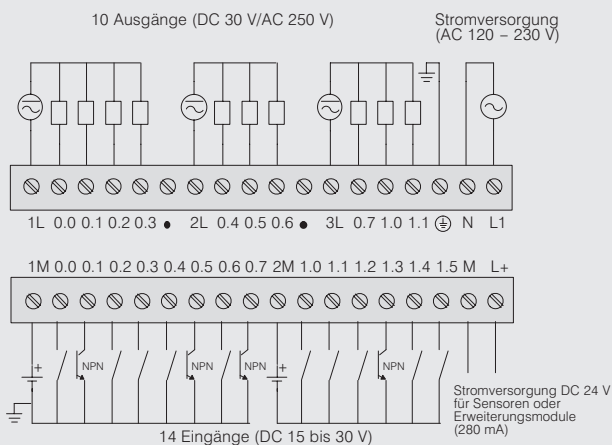 10 Ausgänge (DC 30 V/AC 250 V)
Stromversorgung
(AC 120 – 230 V)
1L 0.0 0.1 0.2 0.3 ● 2L 0.4 0.5 0.6 ● 3L 0.7 1.0 1.1 N L1
1M 0.0 0.1 0.2 0.3 0.4 0.5 0.6 0.7 2M 1.0 1.1 1.2 1.3 1.4 1.5 M L+
+ NPN NPN NPN + NPN
Stromversorgung DC 24 V
für Sensoren oder
Erweiterungsmodule
(280 mA)
14 Eingänge (DC 15 bis 30 V)